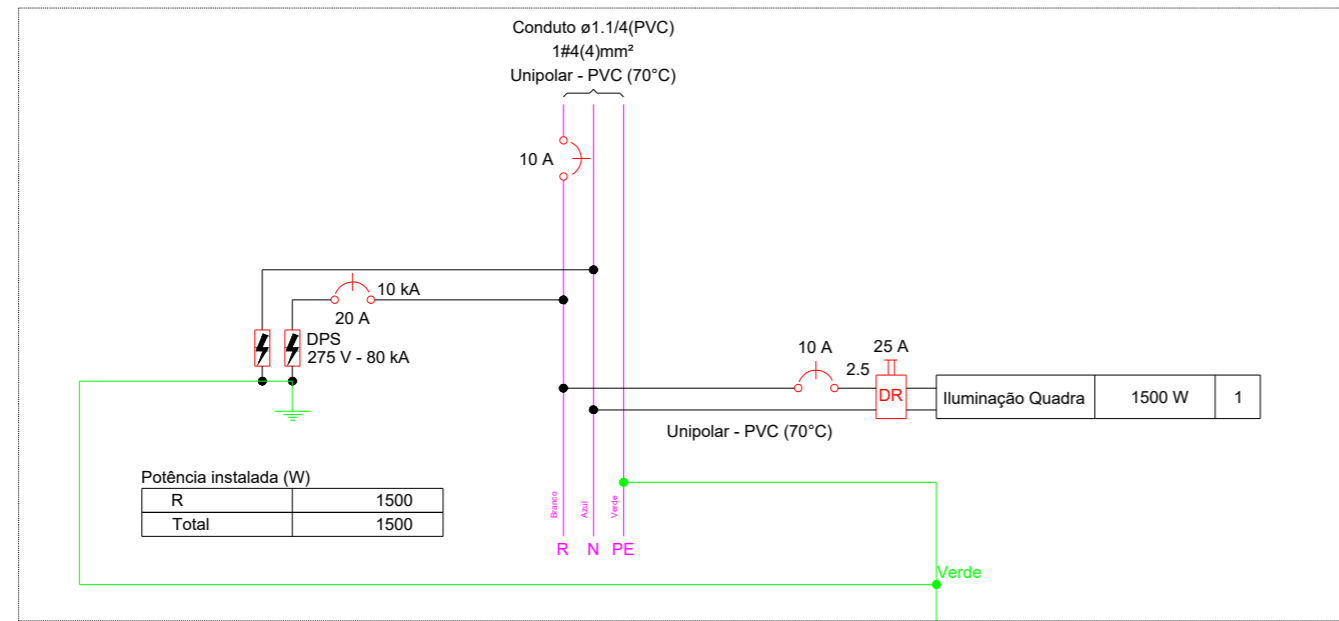 Conduto ø1.1/4(PVC)
1#4(4)mm²
Unipolar - PVC (70°C)
10 A
10 kA
20 A
DPS
275 V - 80 kA
10 A
25 A
2.5
DR
Iluminação Quadra 1500 W 1
Unipolar - PVC (70°C)
Potência instalada (W)
R 1500
Total 1500
Branco
Azul
Verde
R N PE
Verde